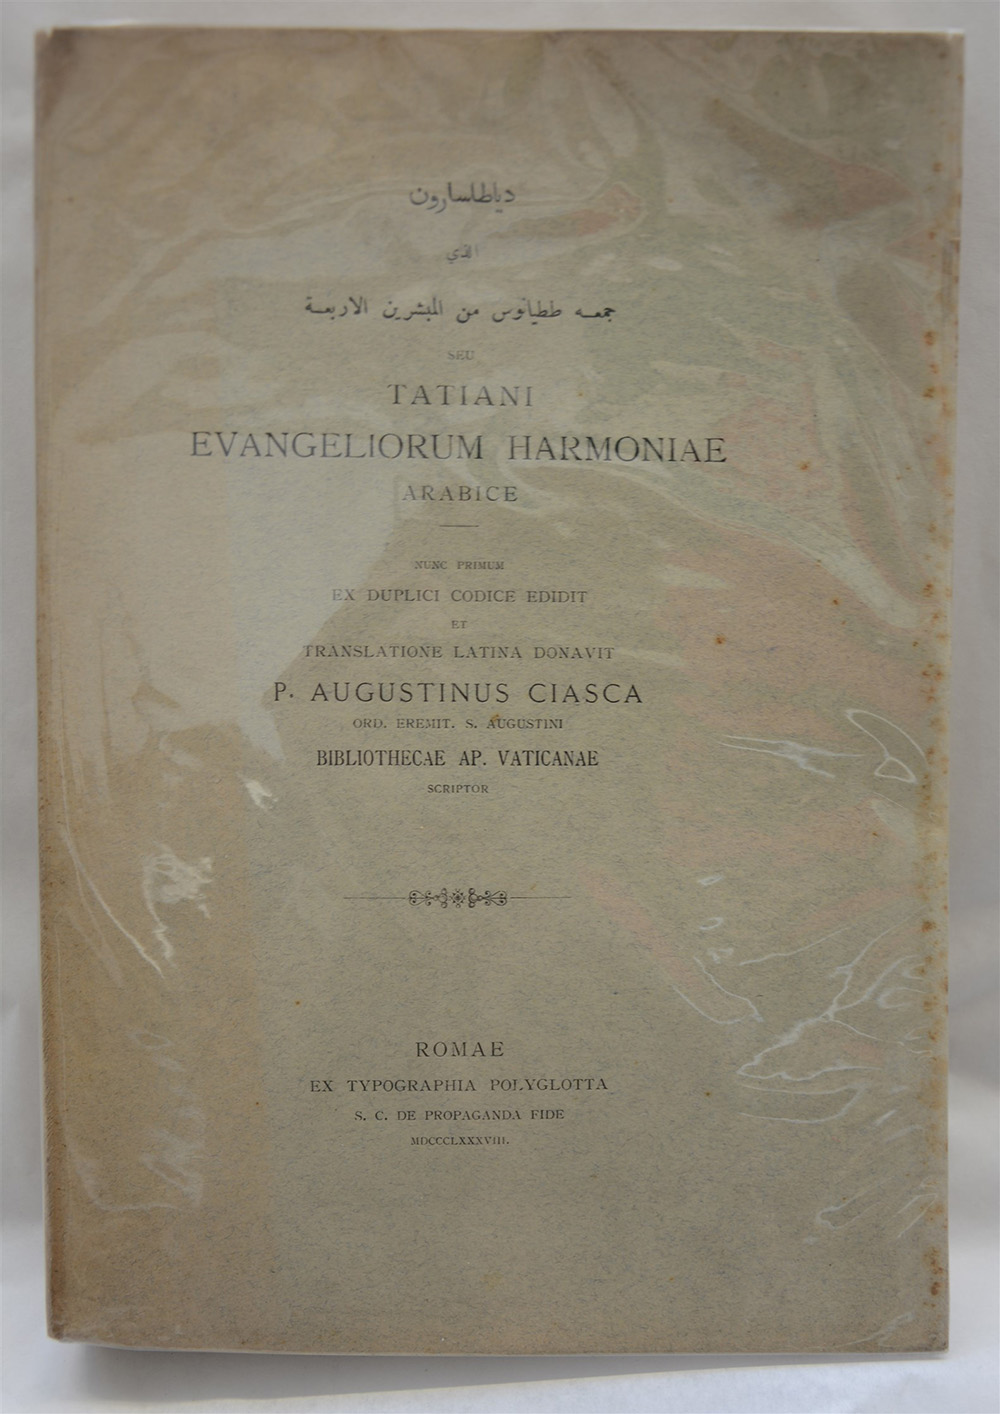 دياطاسارون
الذي
جمعه ططيانوس من المبشرين الاربعة
SEU
TATIANI
EVANGELIORUM HARMONIAE
ARABICE
NUNC PRIMUM
EX DUPLICI CODICE EDIDIT
ET
TRANSLATIONE LATINA DONAVIT
P. AUGUSTINUS CIASCA
ORD. EREMIT. S. AUGUSTINI
BIBLIOTHECAE AP. VATICANAE
SCRIPTOR
ROMAE
EX TYPOGRAPHIA POLYGLOTTA
S. C. DE PROPAGANDA FIDE
MDCCCLXXXVIII.